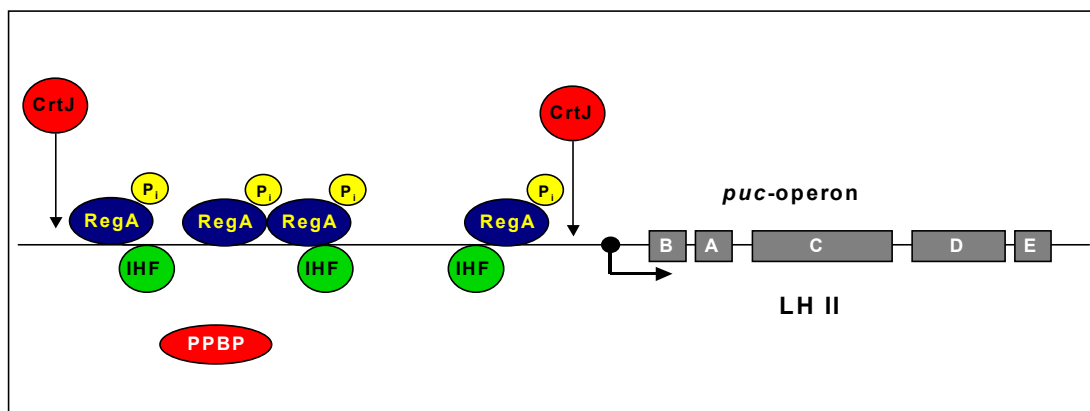 CrtJ
CrtJ
Pi
Pi
Pi
Pi
RegA
RegA
RegA
RegA
puc-operon
B
A
C
D
E
IHF
IHF
IHF
LH II
PPBP